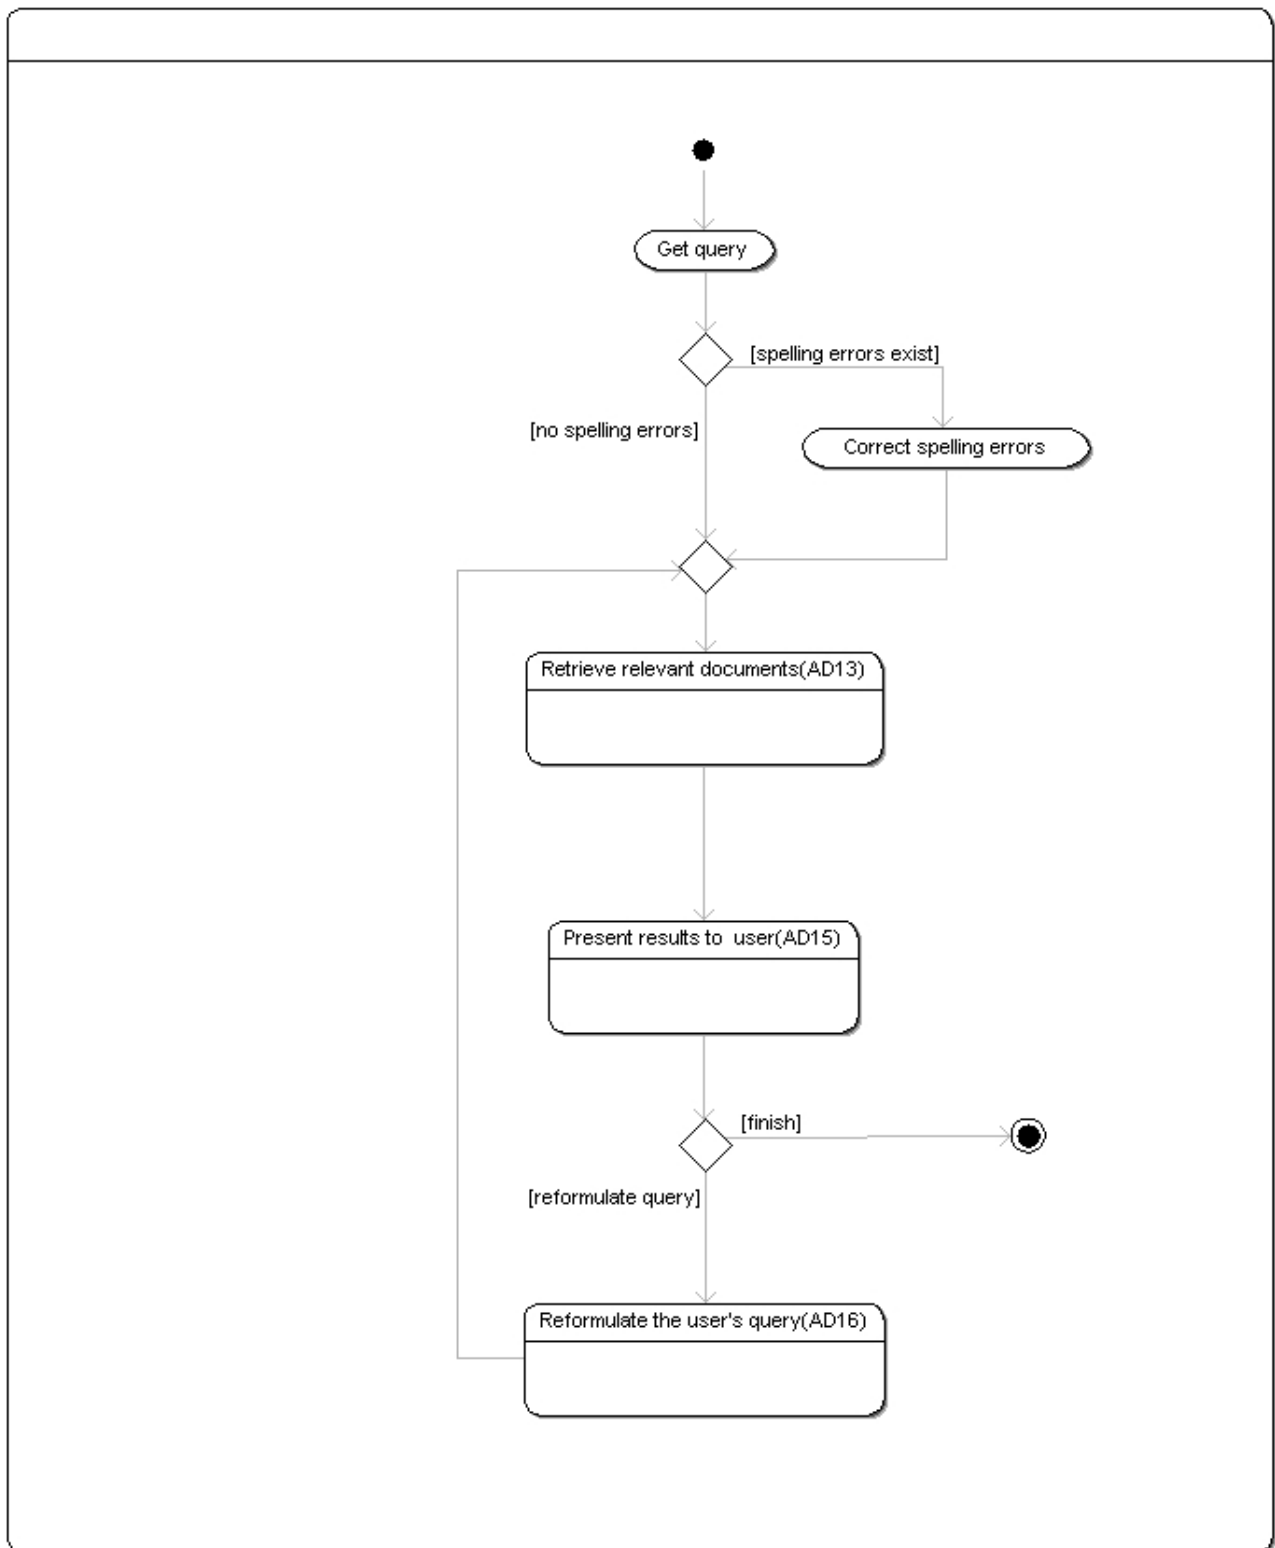 Get query
[spelling errors exist]
[no spelling errors]
Correct spelling errors
Retrieve relevant documents(AD13)
Present results to  user(AD15)
[finish]
[reformulate query]
Reformulate the user's query(AD16)